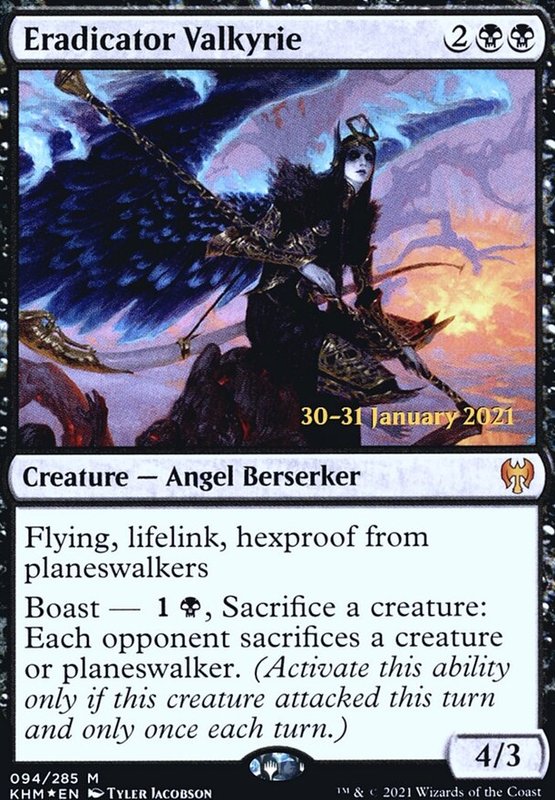 Eradicator Valkyrie 2
30-31 January 2021
Creature — Angel Berserker
Flying, lifelink, hexproof from
planeswalkers
Boast — 1 , Sacrifice a creature:
Each opponent sacrifices a creature
or planeswalker. (Activate this ability
only if this creature attacked this turn
and only once each turn.)
4/3
094/285 M
KHM★EN Tyler Jacobson
™ & © 2021 Wizards of the Coast